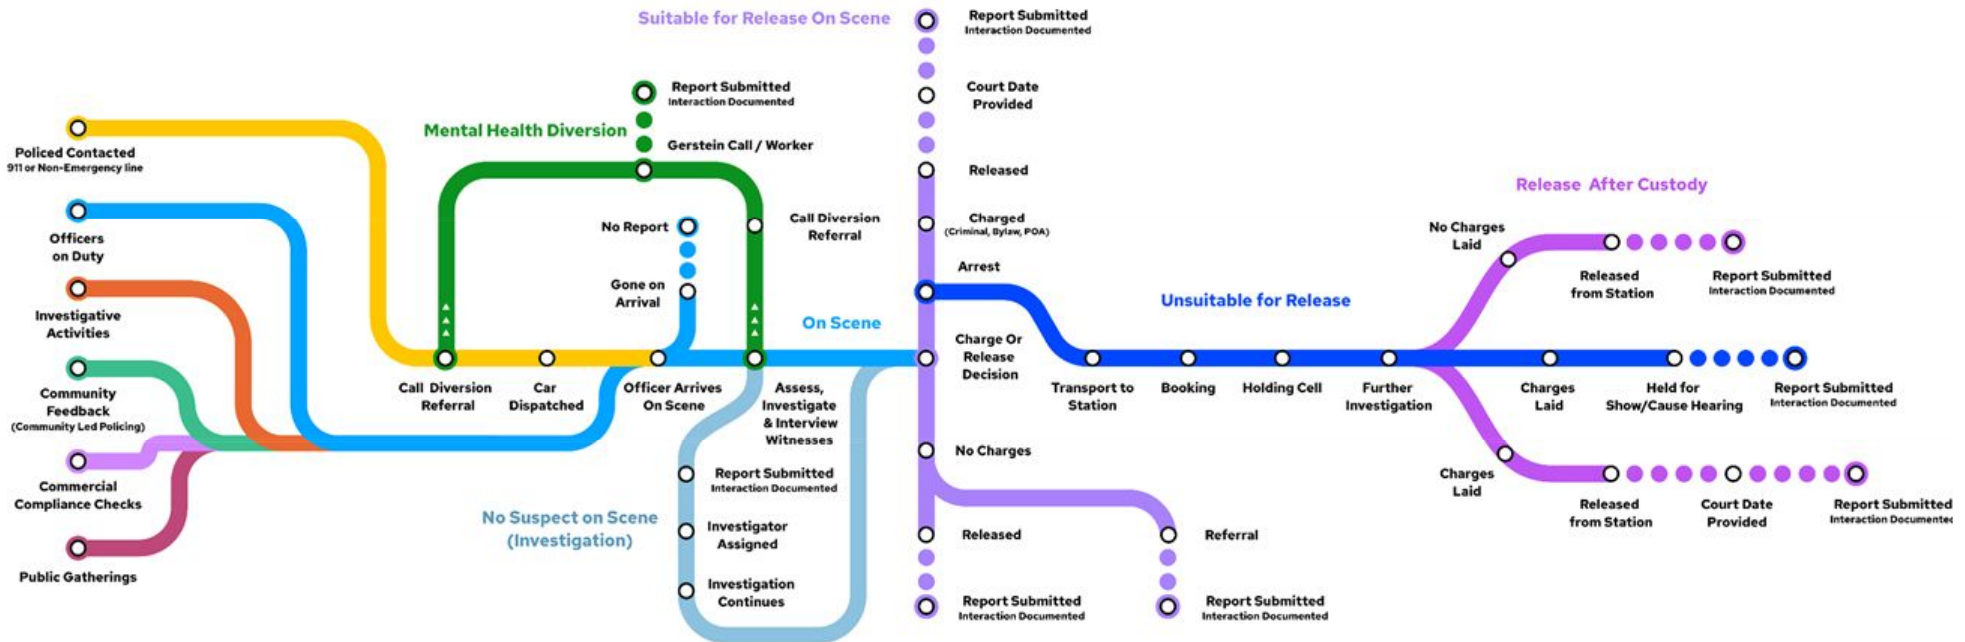 Suitable for Release On Scene
Report Submitted
Interaction Documented
Court Date
Provided
Released
Charged
(Criminal, Bylaw, POA)
Arrest
Charge Or
Release
Decision
No Charges
Released
Report Submitted
Interaction Documented
Referral
Report Submitted
Interaction Documented
Mental Health Diversion
Report Submitted
Interaction Documented
Gerstein Call / Worker
Call Diversion
Referral
No Report
Gone on
Arrival
On Scene
Policed Contacted
911 or Non-Emergency line
Officers
on Duty
Investigative
Activities
Community
Feedback
(Community Led Policing)
Commercial
Compliance Checks
Public Gatherings
Call Diversion
Referral
Car
Dispatched
Officer Arrives
On Scene
Assess,
Investigate
& Interview
Witnesses
No Suspect on Scene
(Investigation)
Report Submitted
Interaction Documented
Investigator
Assigned
Investigation
Continues
Unsuitable for Release
Transport to
Station
Booking
Holding Cell
Further
Investigation
Charges
Laid
Held for
Show/Cause Hearing
Report Submitted
Interaction Documented
Release After Custody
No Charges
Laid
Released
from Station
Report Submitted
Interaction Documented
Charges
Laid
Released
from Station
Court Date
Provided
Report Submitted
Interaction Documentec